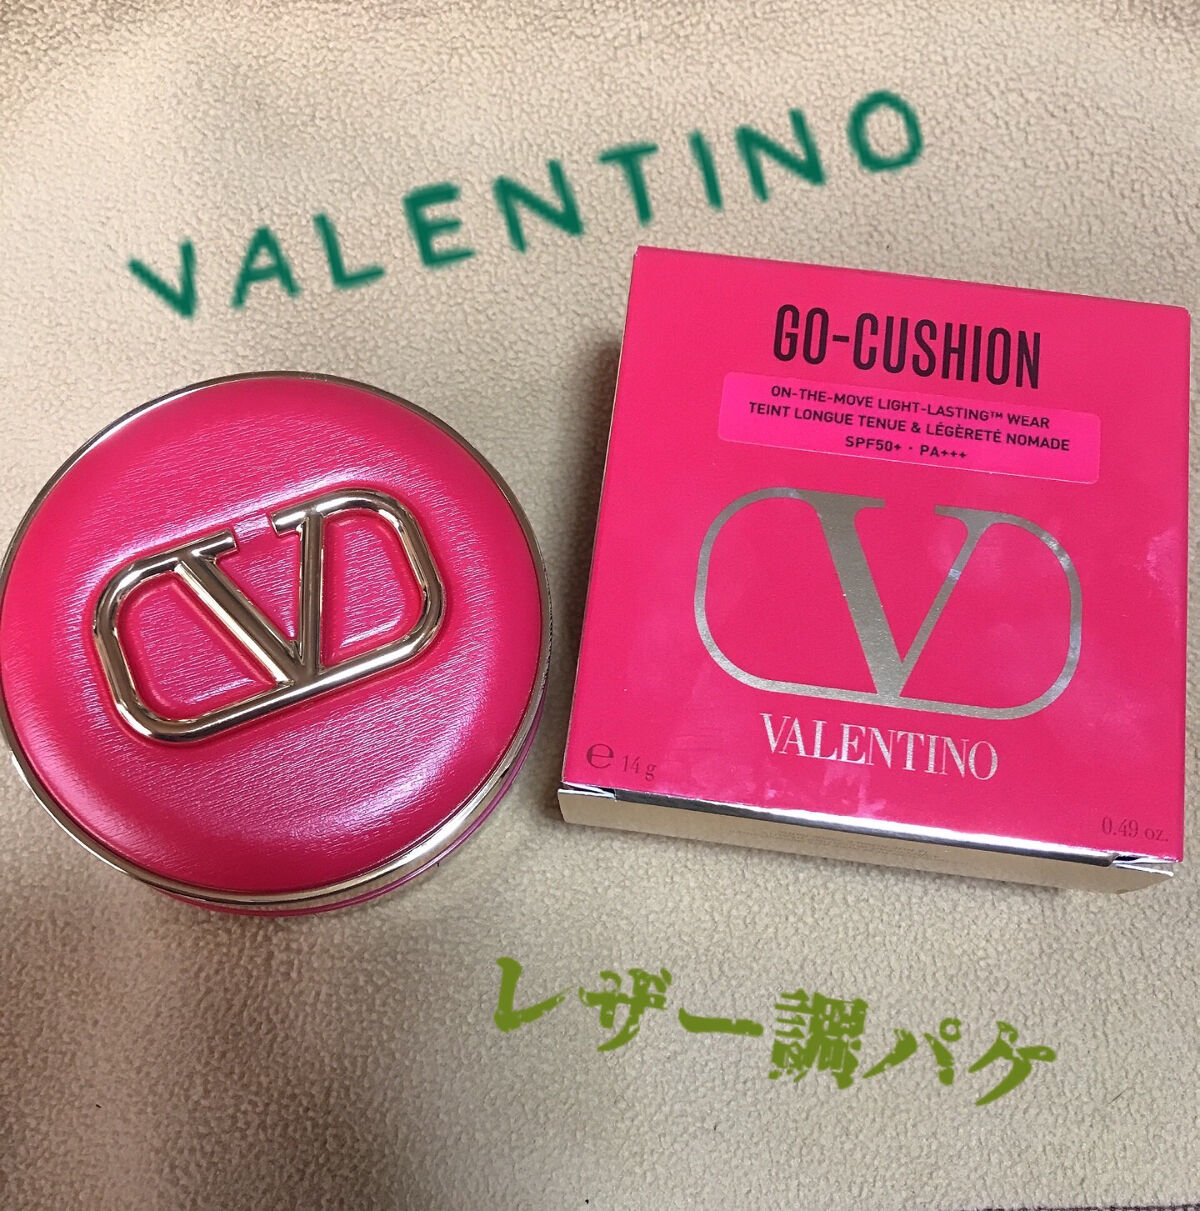 VALENTINO
GO-CUSHION
ON-THE-MOVE LIGHT-LASTING™ WEAR
TEINT LONGUE TENUE & LÉGÈRETÉ NOMADE
SPF50+ · PA+++
V
V
VALENTINO
℮ 14 g
0.49 oz.
レザー調パケ